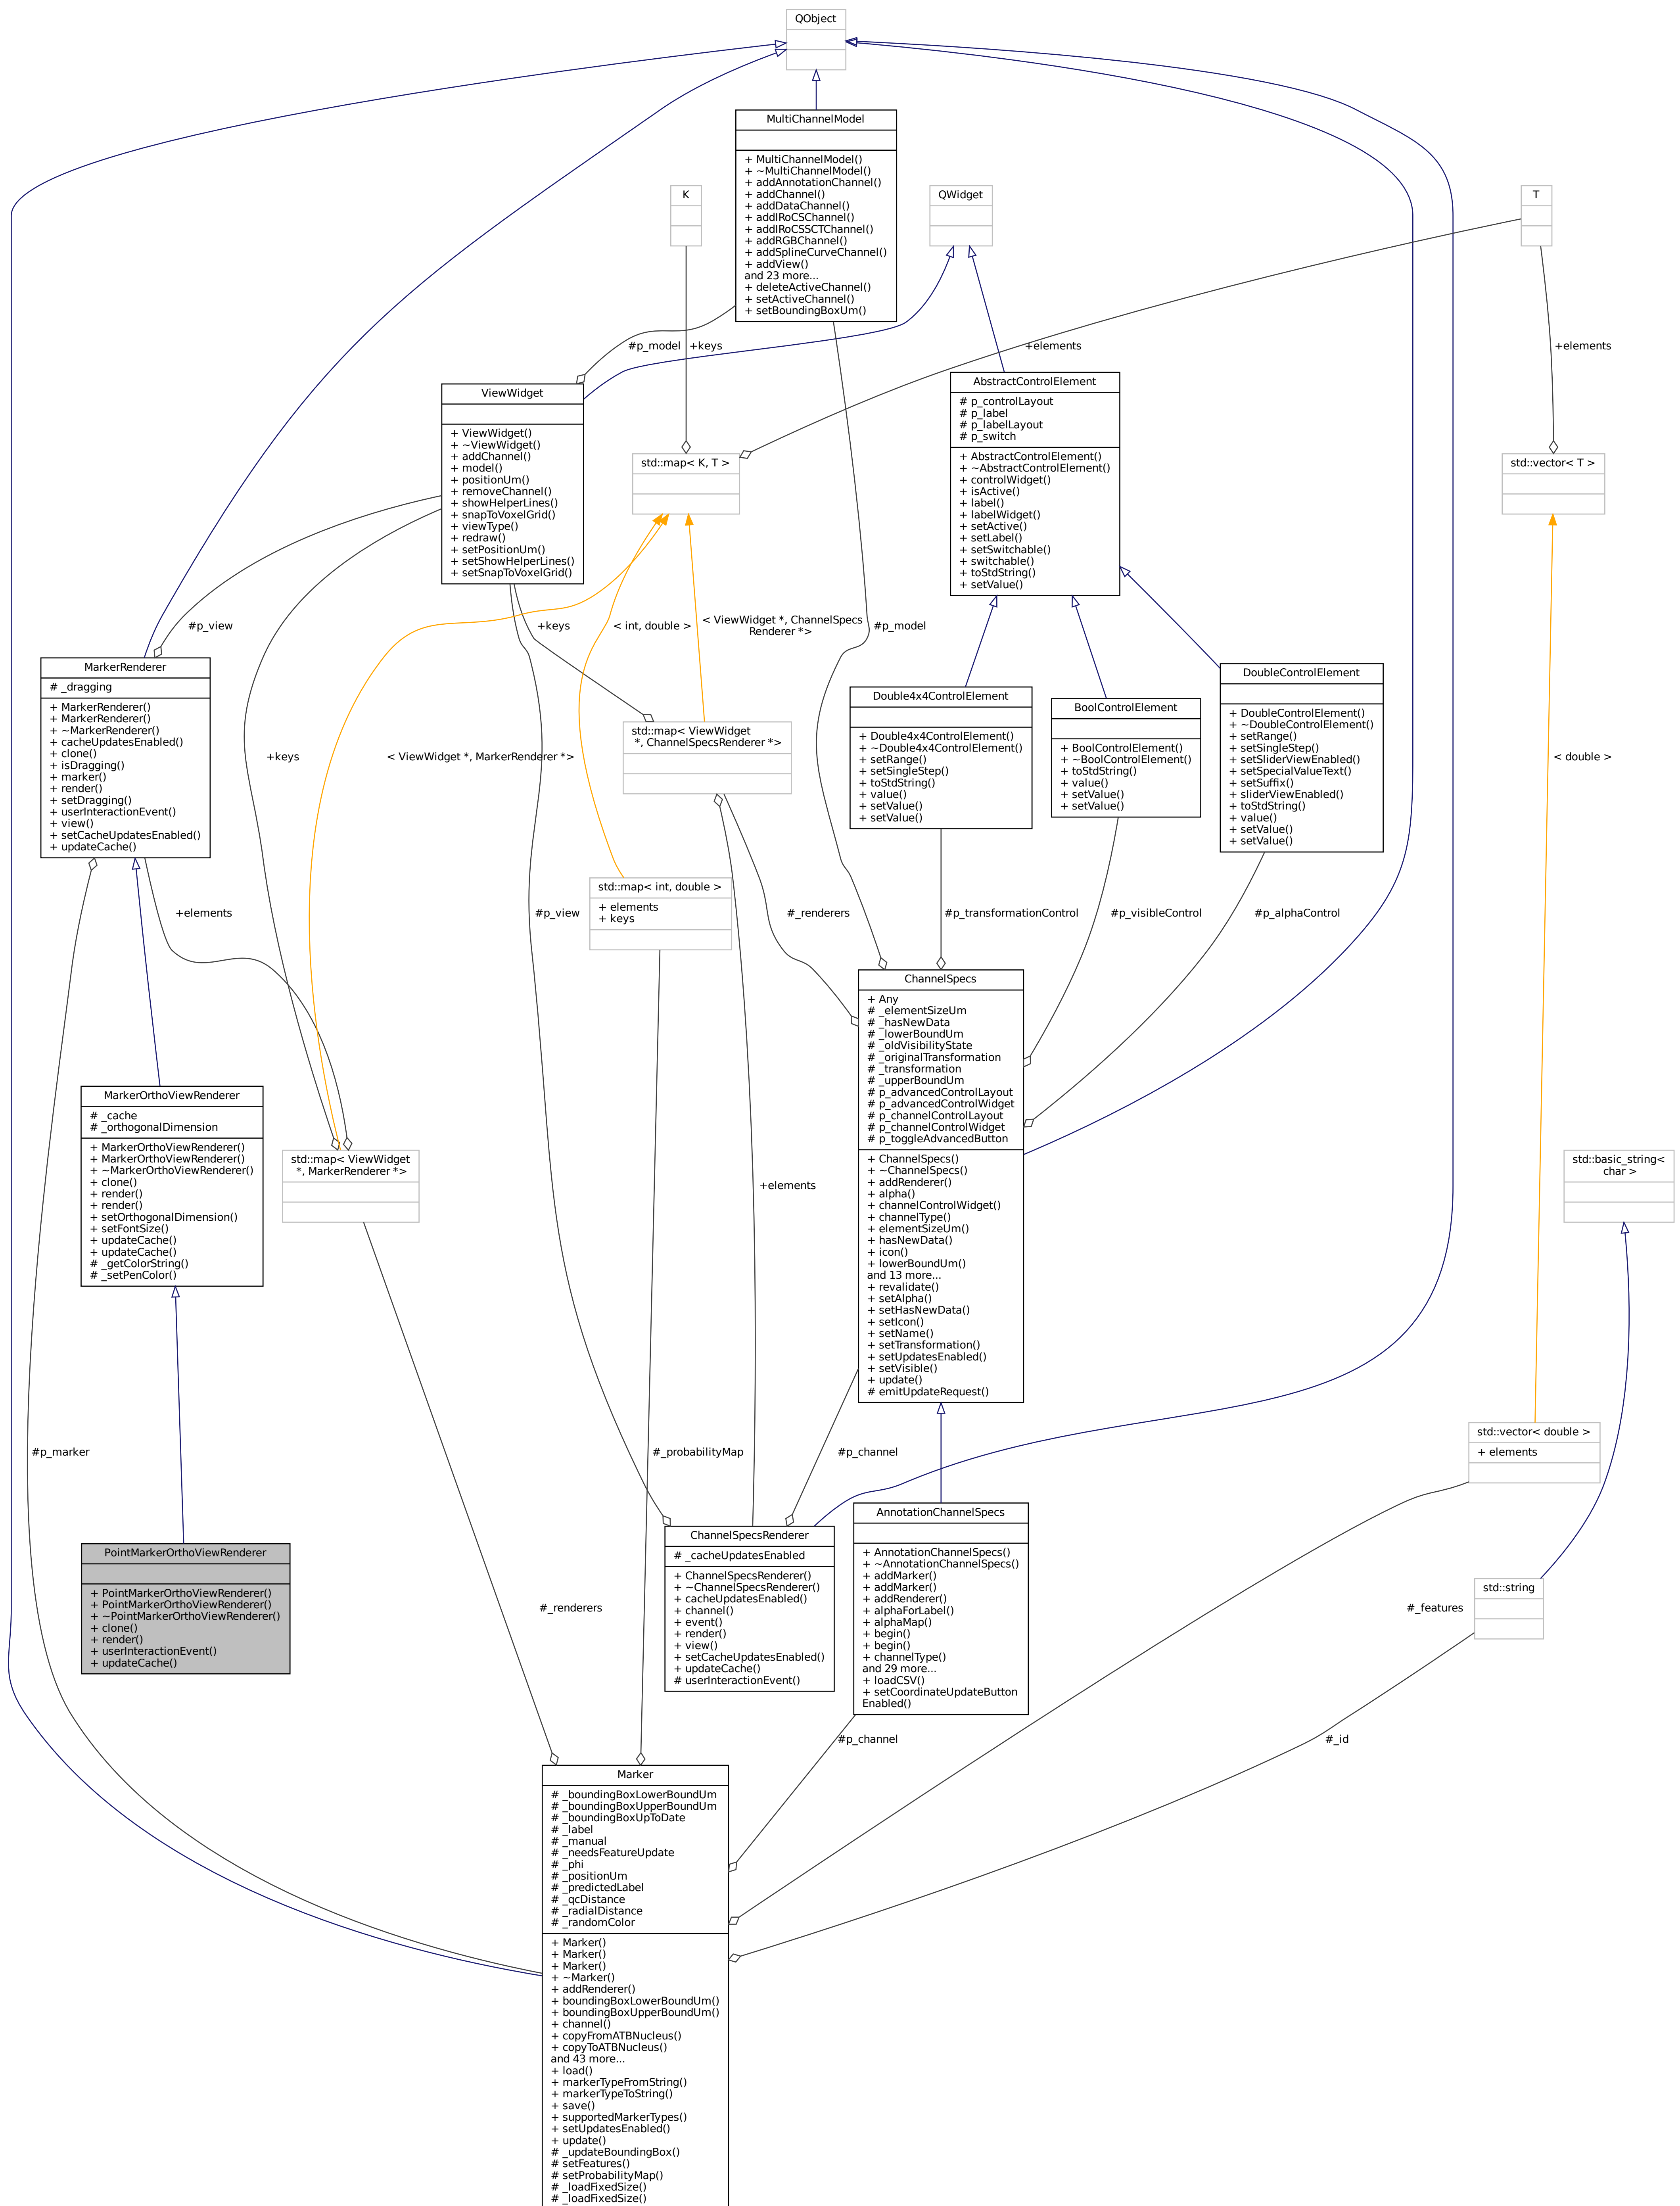 QObject
MultiChannelModel
+ MultiChannelModel()
+ ~MultiChannelModel()
+ addAnnotationChannel()
+ addChannel()
+ addDataChannel()
+ addIRoCSChannel()
+ addIRoCSSCTChannel()
+ addRGBChannel()
+ addSplineCurveChannel()
+ addView()
and 23 more...
+ deleteActiveChannel()
+ setActiveChannel()
+ setBoundingBoxUm()
K
QWidget
T
#p_model
+keys
+elements
+elements
ViewWidget
+ ViewWidget()
+ ~ViewWidget()
+ addChannel()
+ model()
+ positionUm()
+ removeChannel()
+ showHelperLines()
+ snapToVoxelGrid()
+ viewType()
+ redraw()
+ setPositionUm()
+ setShowHelperLines()
+ setSnapToVoxelGrid()
std::map< K, T >
AbstractControlElement
# p_controlLayout
# p_label
# p_labelLayout
# p_switch
+ AbstractControlElement()
+ ~AbstractControlElement()
+ controlWidget()
+ isActive()
+ label()
+ labelWidget()
+ setActive()
+ setLabel()
+ setSwitchable()
+ switchable()
+ toStdString()
+ setValue()
std::vector< T >
#p_view
+keys
< int, double >
< ViewWidget *, ChannelSpecs
Renderer *>
#p_model
MarkerRenderer
# _dragging
+ MarkerRenderer()
+ MarkerRenderer()
+ ~MarkerRenderer()
+ cacheUpdatesEnabled()
+ clone()
+ isDragging()
+ marker()
+ render()
+ setDragging()
+ userInteractionEvent()
+ view()
+ setCacheUpdatesEnabled()
+ updateCache()
+keys
< ViewWidget *, MarkerRenderer *>
std::map< ViewWidget
*, ChannelSpecsRenderer *>
Double4x4ControlElement
+ Double4x4ControlElement()
+ ~Double4x4ControlElement()
+ setRange()
+ setSingleStep()
+ toStdString()
+ value()
+ setValue()
+ setValue()
BoolControlElement
+ BoolControlElement()
+ ~BoolControlElement()
+ toStdString()
+ value()
+ setValue()
+ setValue()
DoubleControlElement
+ DoubleControlElement()
+ ~DoubleControlElement()
+ setRange()
+ setSingleStep()
+ setSliderViewEnabled()
+ setSpecialValueText()
+ setSuffix()
+ sliderViewEnabled()
+ toStdString()
+ value()
+ setValue()
+ setValue()
< double >
+elements
#p_view
std::map< int, double >
+ elements
+ keys
#_renderers
#p_transformationControl
#p_visibleControl
#p_alphaControl
ChannelSpecs
+ Any
# _elementSizeUm
# _hasNewData
# _lowerBoundUm
# _oldVisibilityState
# _originalTransformation
# _transformation
# _upperBoundUm
# p_advancedControlLayout
# p_advancedControlWidget
# p_channelControlLayout
# p_channelControlWidget
# p_toggleAdvancedButton
+ ChannelSpecs()
+ ~ChannelSpecs()
+ addRenderer()
+ alpha()
+ channelControlWidget()
+ channelType()
+ elementSizeUm()
+ hasNewData()
+ icon()
+ lowerBoundUm()
and 13 more...
+ revalidate()
+ setAlpha()
+ setHasNewData()
+ setIcon()
+ setName()
+ setTransformation()
+ setUpdatesEnabled()
+ setVisible()
+ update()
# emitUpdateRequest()
MarkerOrthoViewRenderer
# _cache
# _orthogonalDimension
+ MarkerOrthoViewRenderer()
+ MarkerOrthoViewRenderer()
+ ~MarkerOrthoViewRenderer()
+ clone()
+ render()
+ render()
+ setOrthogonalDimension()
+ setFontSize()
+ updateCache()
+ updateCache()
# _getColorString()
# _setPenColor()
std::map< ViewWidget
*, MarkerRenderer *>
+elements
std::basic_string<
char >
#p_marker
#_probabilityMap
#p_channel
std::vector< double >
+ elements
PointMarkerOrthoViewRenderer
+ PointMarkerOrthoViewRenderer()
+ PointMarkerOrthoViewRenderer()
+ ~PointMarkerOrthoViewRenderer()
+ clone()
+ render()
+ userInteractionEvent()
+ updateCache()
#_renderers
ChannelSpecsRenderer
# _cacheUpdatesEnabled
+ ChannelSpecsRenderer()
+ ~ChannelSpecsRenderer()
+ cacheUpdatesEnabled()
+ channel()
+ event()
+ render()
+ view()
+ setCacheUpdatesEnabled()
+ updateCache()
# userInteractionEvent()
AnnotationChannelSpecs
+ AnnotationChannelSpecs()
+ ~AnnotationChannelSpecs()
+ addMarker()
+ addMarker()
+ addRenderer()
+ alphaForLabel()
+ alphaMap()
+ begin()
+ begin()
+ channelType()
and 29 more...
+ loadCSV()
+ setCoordinateUpdateButton
Enabled()
#_features
std::string
#p_channel
#_id
Marker
# _boundingBoxLowerBoundUm
# _boundingBoxUpperBoundUm
# _boundingBoxUpToDate
# _label
# _manual
# _needsFeatureUpdate
# _phi
# _positionUm
# _predictedLabel
# _qcDistance
# _radialDistance
# _randomColor
+ Marker()
+ Marker()
+ Marker()
+ ~Marker()
+ addRenderer()
+ boundingBoxLowerBoundUm()
+ boundingBoxUpperBoundUm()
+ channel()
+ copyFromATBNucleus()
+ copyToATBNucleus()
and 43 more...
+ load()
+ markerTypeFromString()
+ markerTypeToString()
+ save()
+ supportedMarkerTypes()
+ setUpdatesEnabled()
+ update()
# _updateBoundingBox()
# setFeatures()
# setProbabilityMap()
# _loadFixedSize()
# _loadFixedSize()